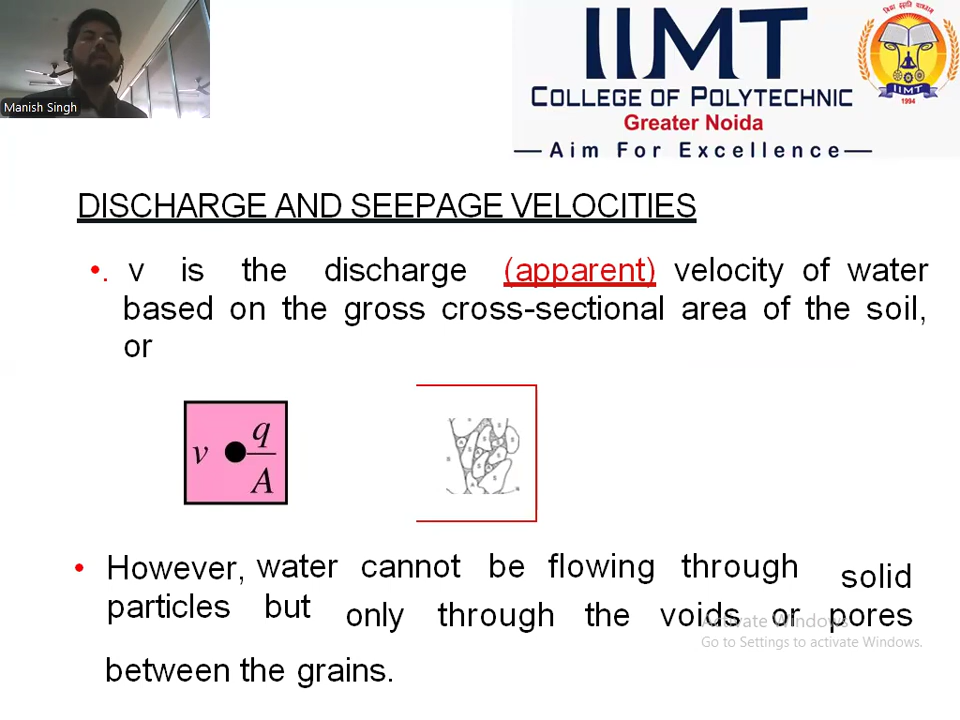 Manish Singh
IIMT
COLLEGE OF POLYTECHNIC
Greater Noida
Aim For Excellence
IIMT
1994
DISCHARGE AND SEEPAGE VELOCITIES
•. v is the discharge (apparent) velocity of water
based on the gross cross-sectional area of the soil,
or
v ● q/A
• However, water cannot be flowing through solid
particles but only through the voids or pores
between the grains.
Activate Windows
Go to Settings to activate Windows.